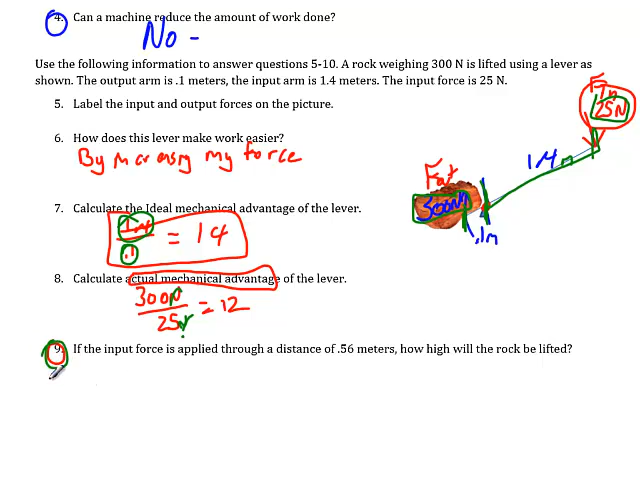 4. Can a machine reduce the amount of work done?
No -
Use the following information to answer questions 5-10. A rock weighing 300 N is lifted using a lever as
shown. The output arm is .1 meters, the input arm is 1.4 meters. The input force is 25 N.
5. Label the input and output forces on the picture.
6. How does this lever make work easier?
By increasing my force
7. Calculate the Ideal mechanical advantage of the lever.
1.4
.1
= 14
8. Calculate actual mechanical advantage of the lever.
300N
25N
= 12
9. If the input force is applied through a distance of .56 meters, how high will the rock be lifted?
Fin
25N
1.4m
Fout
300N
.1m